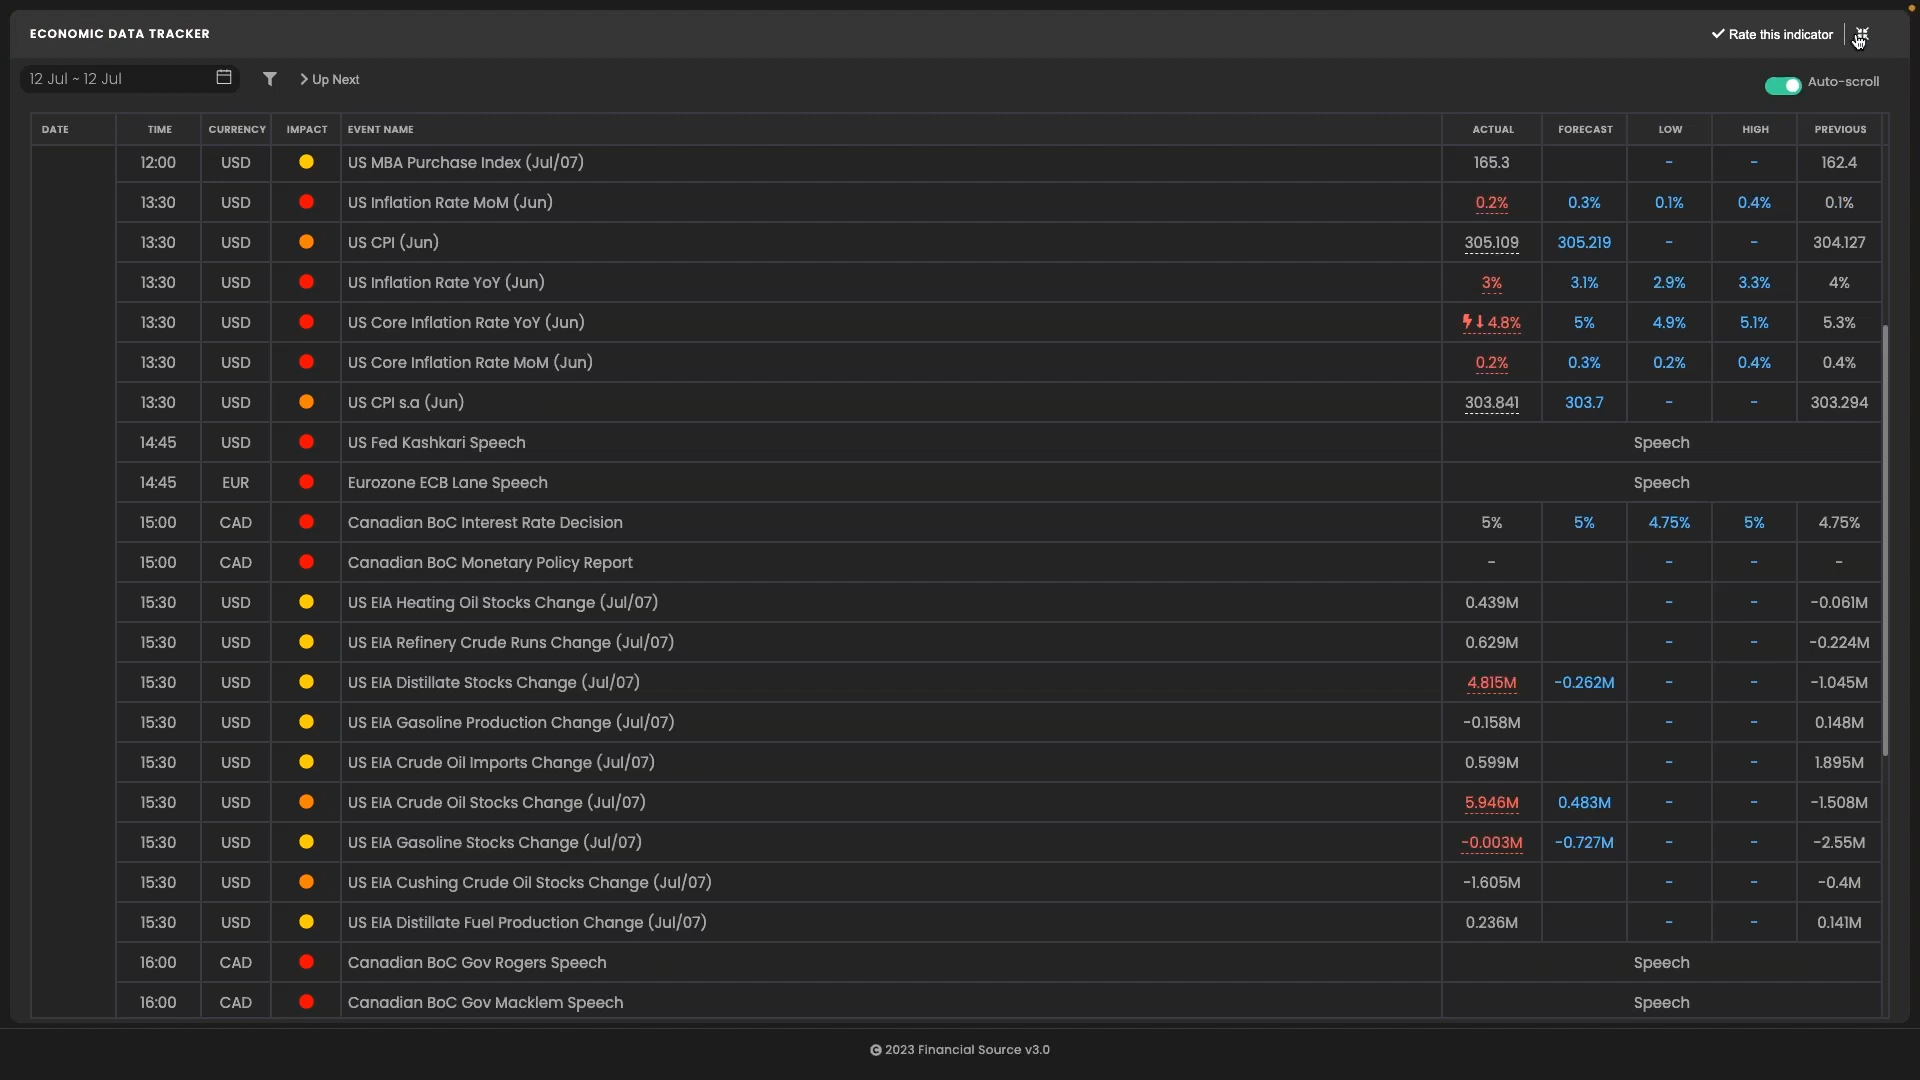 ECONOMIC DATA TRACKER
Rate this indicator
12 Jul ~ 12 Jul
Up Next
Auto-scroll
DATE TIME CURRENCY IMPACT EVENT NAME ACTUAL FORECAST LOW HIGH PREVIOUS
12:00 USD US MBA Purchase Index (Jul/07) 165.3 - - 162.4
13:30 USD US Inflation Rate MoM (Jun) 0.2% 0.3% 0.1% 0.4% 0.1%
13:30 USD US CPI (Jun) 305.109 305.219 - - 304.127
13:30 USD US Inflation Rate YoY (Jun) 3% 3.1% 2.9% 3.3% 4%
13:30 USD US Core Inflation Rate YoY (Jun) 4.8% 5% 4.9% 5.1% 5.3%
13:30 USD US Core Inflation Rate MoM (Jun) 0.2% 0.3% 0.2% 0.4% 0.4%
13:30 USD US CPI s.a (Jun) 303.841 303.7 - - 303.294
14:45 USD US Fed Kashkari Speech Speech
14:45 EUR Eurozone ECB Lane Speech Speech
15:00 CAD Canadian BoC Interest Rate Decision 5% 5% 4.75% 5% 4.75%
15:00 CAD Canadian BoC Monetary Policy Report - - - -
15:30 USD US EIA Heating Oil Stocks Change (Jul/07) 0.439M - - -0.061M
15:30 USD US EIA Refinery Crude Runs Change (Jul/07) 0.629M - - -0.224M
15:30 USD US EIA Distillate Stocks Change (Jul/07) 4.815M -0.262M - - -1.045M
15:30 USD US EIA Gasoline Production Change (Jul/07) -0.158M - - 0.148M
15:30 USD US EIA Crude Oil Imports Change (Jul/07) 0.599M - - 1.895M
15:30 USD US EIA Crude Oil Stocks Change (Jul/07) 5.946M 0.483M - - -1.508M
15:30 USD US EIA Gasoline Stocks Change (Jul/07) -0.003M -0.727M - - -2.55M
15:30 USD US EIA Cushing Crude Oil Stocks Change (Jul/07) -1.605M - - -0.4M
15:30 USD US EIA Distillate Fuel Production Change (Jul/07) 0.236M - - 0.141M
16:00 CAD Canadian BoC Gov Rogers Speech Speech
16:00 CAD Canadian BoC Gov Macklem Speech Speech
© 2023 Financial Source v3.0